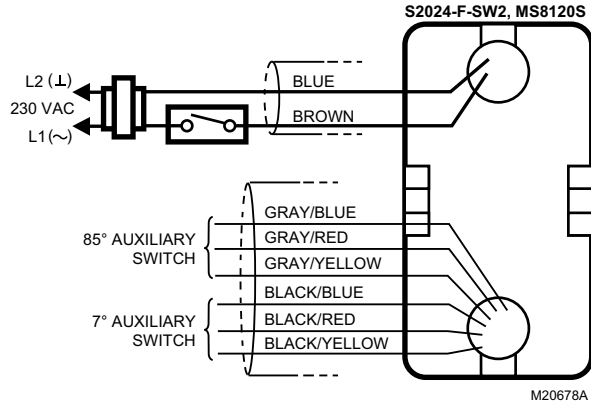 S2024-F-SW2, MS8120S
L2 (⊥)
230 VAC
L1 (∼)
BLUE
BROWN
85° AUXILIARY
SWITCH
GRAY/BLUE
GRAY/RED
GRAY/YELLOW
7° AUXILIARY
SWITCH
BLACK/BLUE
BLACK/RED
BLACK/YELLOW
M20678A